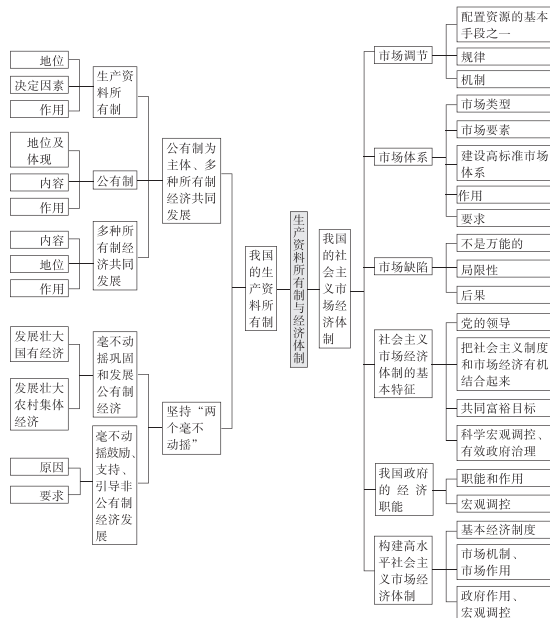 地位
决定因素
作用
生产资
料所
有制
地位及
体现
内容
作用
公有制
内容
地位
作用
多种所
有制经
济共同
发展
公有制为
主体、多
种所有制
经济共同
发展
发展壮大
国有经济
发展壮大
农村集体
经济
毫不动
摇巩固
和发展
公有制
经济
原因
要求
毫不动
摇鼓励、
支持、
引导非
公有制
经济发
展
坚持“两
个毫不
动摇”
我国
的生
产资
料所
有制
生产资料所有制与经济体制
我国
的社
会主
义市
场经
济体
制
市场调节
配置资源的基本
手段之一
规律
机制
市场体系
市场类型
市场要素
建设高标准市场
体系
作用
要求
市场缺陷
不是万能的
局限性
后果
社会主义
市场经济
体制的基
本特征
党的领导
把社会主义制度
和市场经济有机
结合起来
共同富裕目标
科学宏观调控、
有效政府治理
我国政府
的经济
职能
职能和作用
宏观调控
构建高水
平社会主
义市场经
济体制
基本经济制度
市场机制、
市场作用
政府作用、
宏观调控